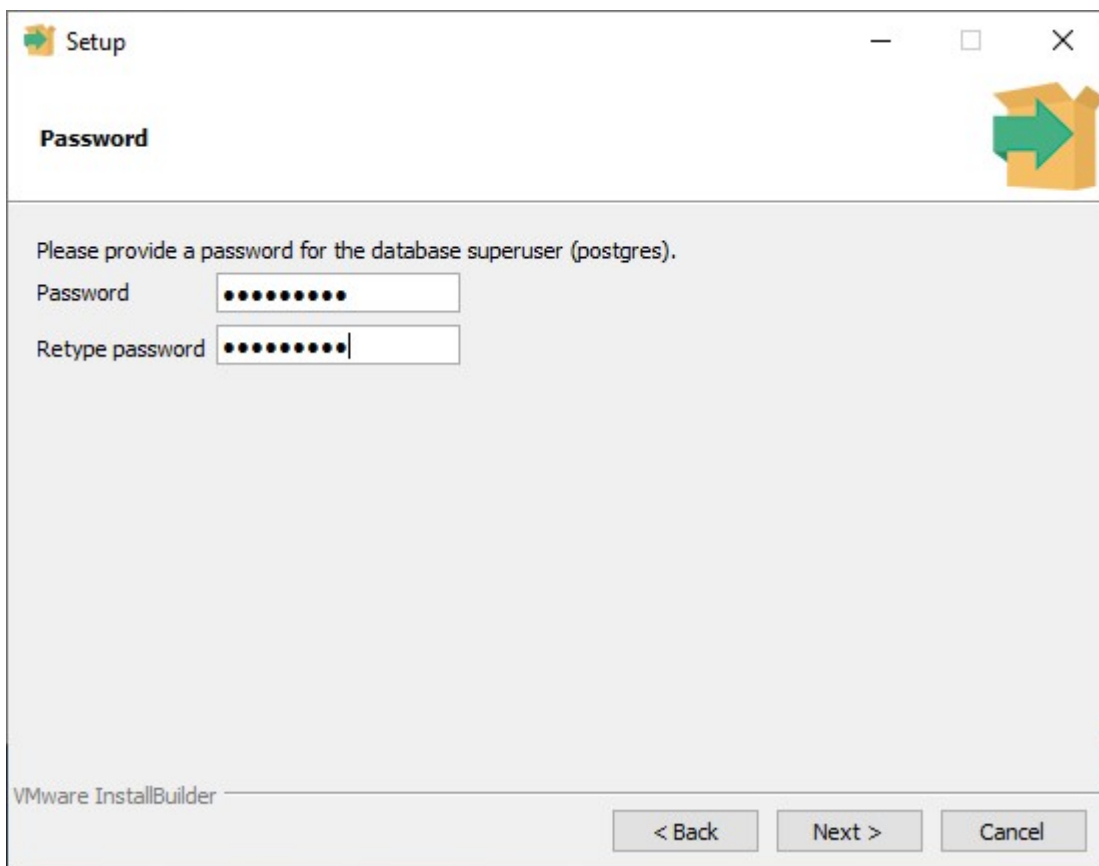 Setup
Password
Please provide a password for the database superuser (postgres).
Password •••••••••
Retype password •••••••••
VMware InstallBuilder
< Back Next > Cancel